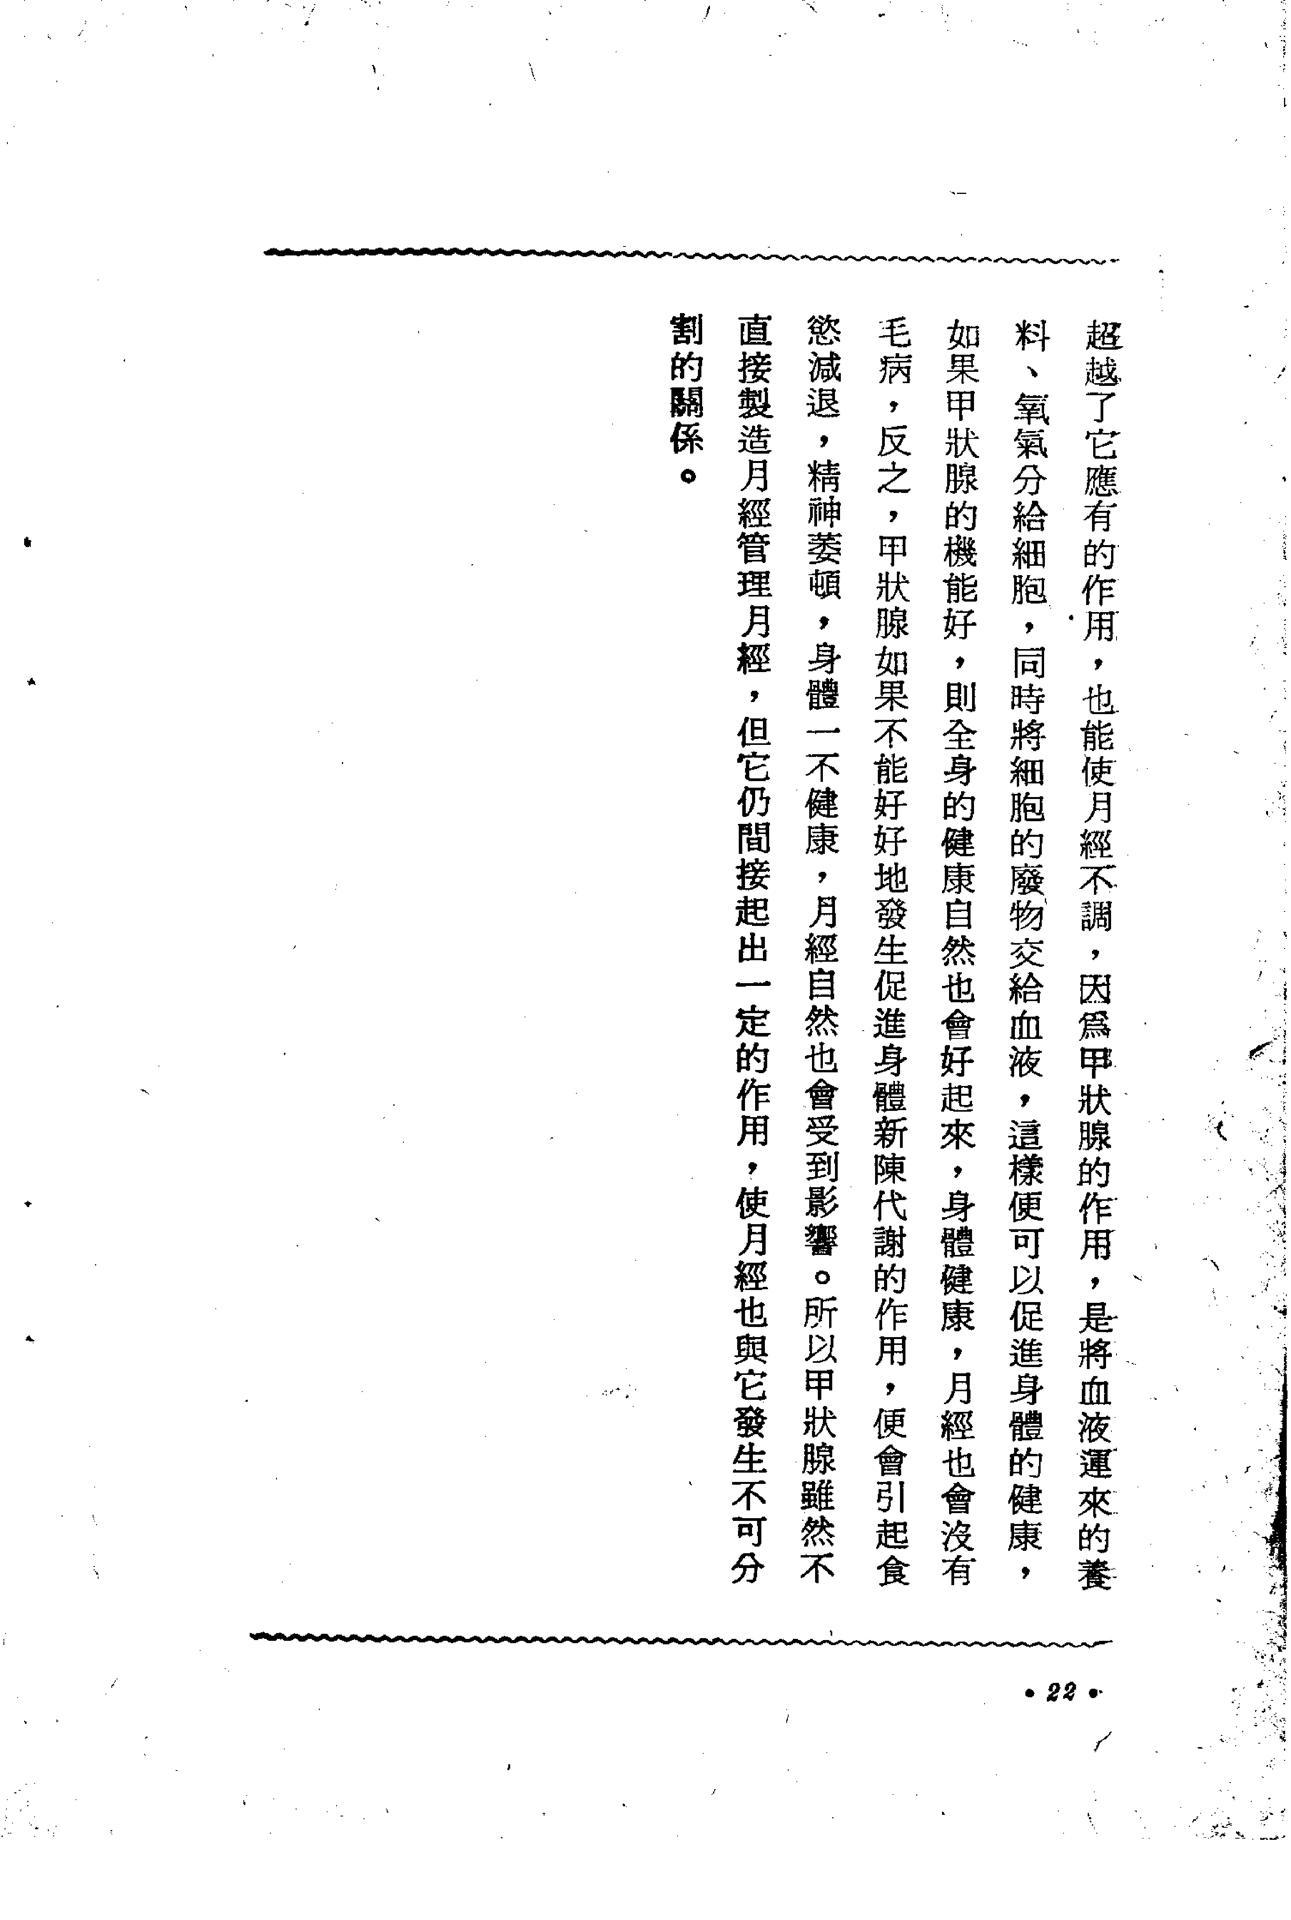 超越了它應有的作用，也能使月經不調，因爲甲狀腺的作用，是將血液運來的養
料、氧氣分給細胞，同時將細胞的廢物交給血液，這樣便可以促進身體的健康，
如果甲狀腺的機能好，則全身的健康自然也會好起來，身體健康，月經也會沒有
毛病，反之，甲狀腺如果不能好好地發生促進身體新陳代謝的作用，便會引起食
慾減退，精神萎頓，身體一不健康，月經自然也會受到影響。所以甲狀腺雖然不
直接製造月經管理月經，但它仍間接起出一定的作用，使月經也與它發生不可分
割的關係。
• 22 •